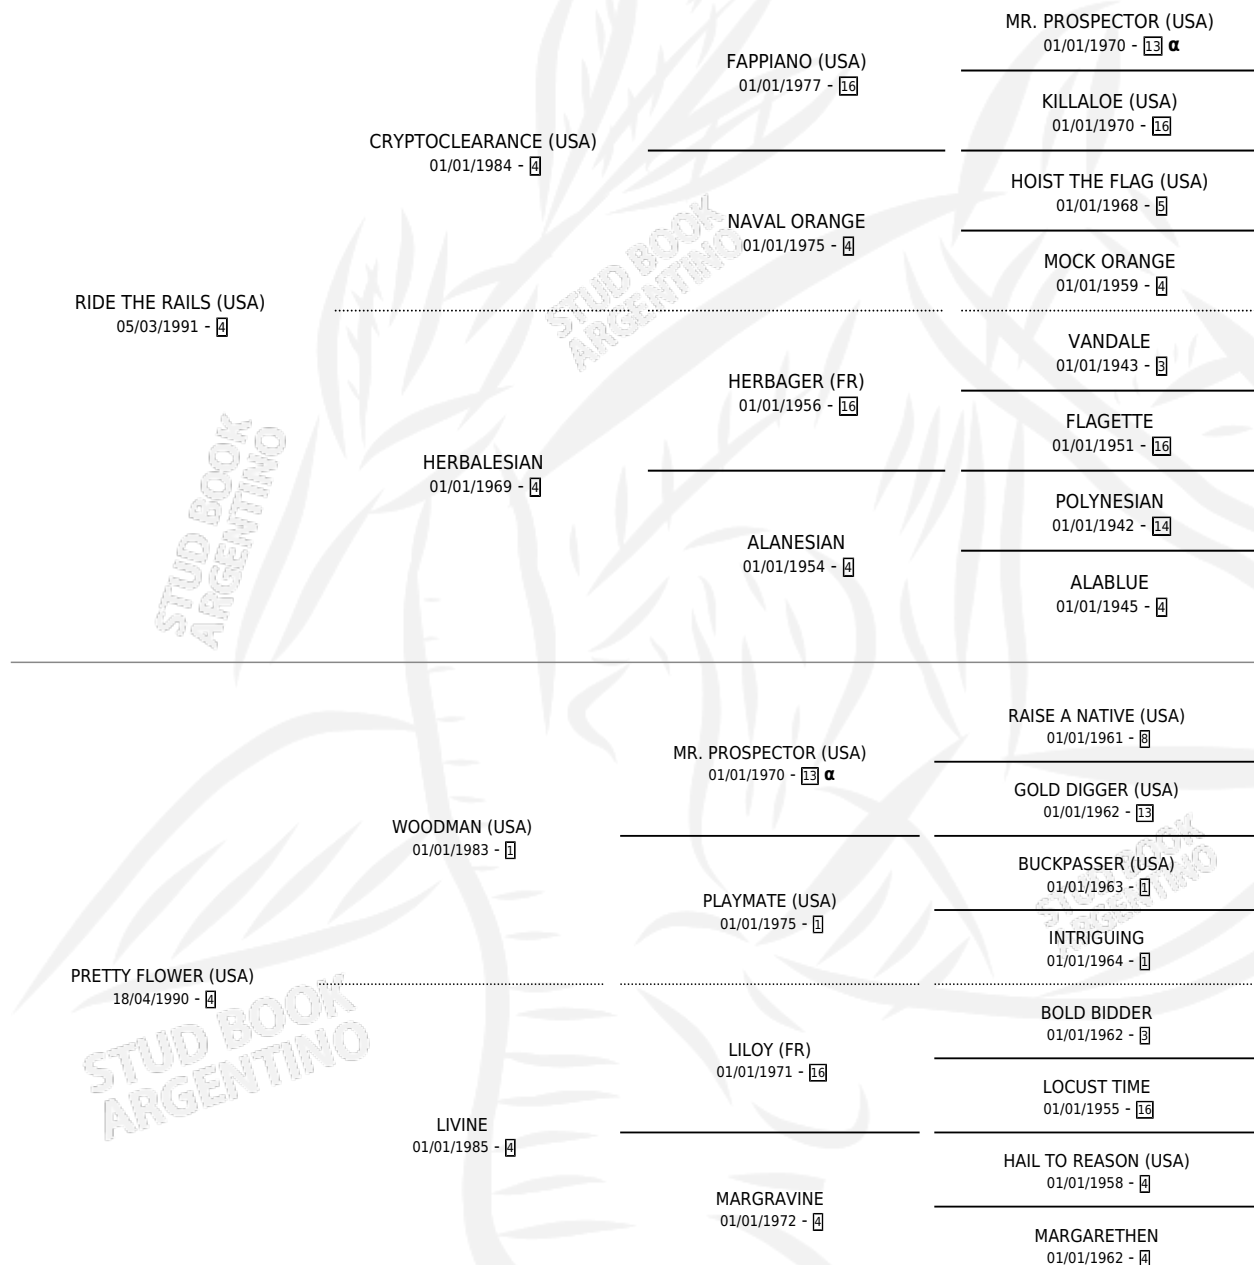 MR. PROSPECTOR (USA)
01/01/1970 - 13 α
FAPPIANO (USA)
01/01/1977 - 16
KILLALOE (USA)
01/01/1970 - 16
CRYPTOCLEARANCE (USA)
01/01/1984 - 4
HOIST THE FLAG (USA)
01/01/1968 - 5
NAVAL ORANGE
01/01/1975 - 4
MOCK ORANGE
01/01/1959 - 4
RIDE THE RAILS (USA)
05/03/1991 - 4
VANDALE
01/01/1943 - 3
HERBAGER (FR)
01/01/1956 - 16
FLAGETTE
01/01/1951 - 16
HERBALESIAN
01/01/1969 - 4
POLYNESIAN
01/01/1942 - 14
ALANESIAN
01/01/1954 - 4
ALABLUE
01/01/1945 - 4
RAISE A NATIVE (USA)
01/01/1961 - 8
MR. PROSPECTOR (USA)
01/01/1970 - 13 α
GOLD DIGGER (USA)
01/01/1962 - 13
WOODMAN (USA)
01/01/1983 - 1
BUCKPASSER (USA)
01/01/1963 - 1
PLAYMATE (USA)
01/01/1975 - 1
INTRIGUING
01/01/1964 - 1
PRETTY FLOWER (USA)
18/04/1990 - 4
BOLD BIDDER
01/01/1962 - 3
LILOY (FR)
01/01/1971 - 16
LOCUST TIME
01/01/1955 - 16
LIVINE
01/01/1985 - 4
HAIL TO REASON (USA)
01/01/1958 - 4
MARGRAVINE
01/01/1972 - 4
MARGARETHEN
01/01/1962 - 4
STUD BOOK
ARGENTINO
STUD BOOK
ARGENTINO
STUD BOOK
ARGENTINO
STUD BOOK
ARGENTINO